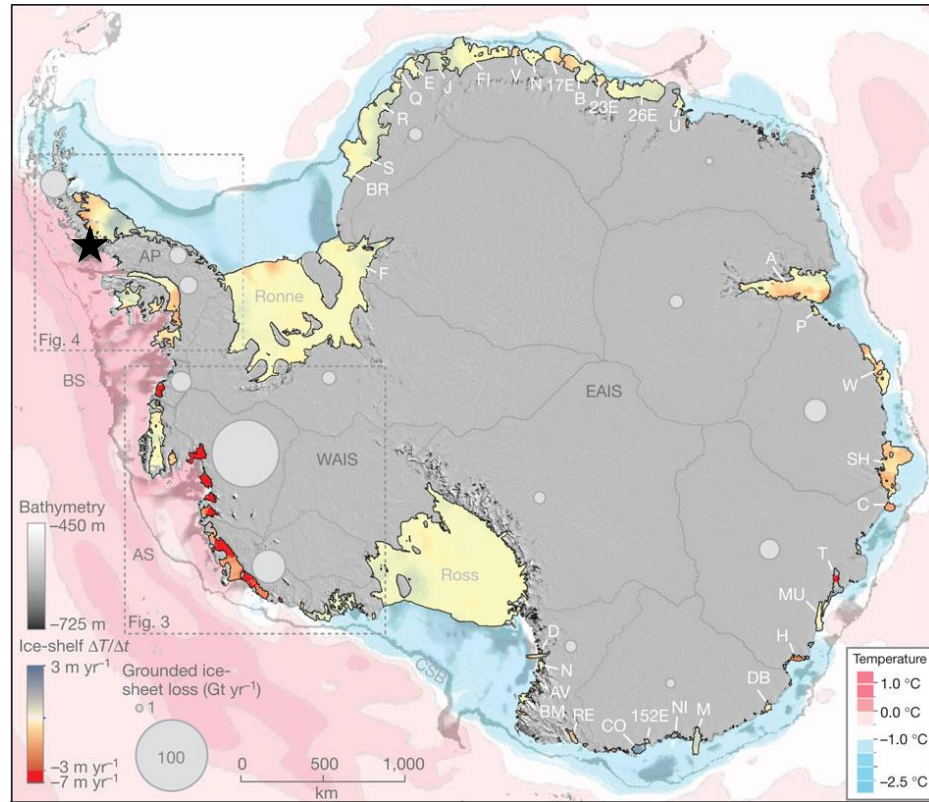 E
J
FI
V
N
17E
B
23E
26E
U
Q
R
S
BR
AP
A
F
Ronne
P
Fig. 4
BS
W
EAIS
WAIS
SH
C
Bathymetry
−450 m
AS
Ross
T
−725 m
Fig. 3
MU
Ice-shelf ΔT/Δt
3 m yr⁻¹
Grounded ice-
sheet loss (Gt yr⁻¹)
1
CSB
D
N
H
AV
BM
RE
CO
152E
NI
M
DB
Temperature
1.0 °C
0.0 °C
−1.0 °C
−2.5 °C
−3 m yr⁻¹
−7 m yr⁻¹
100
0
500
1,000
km